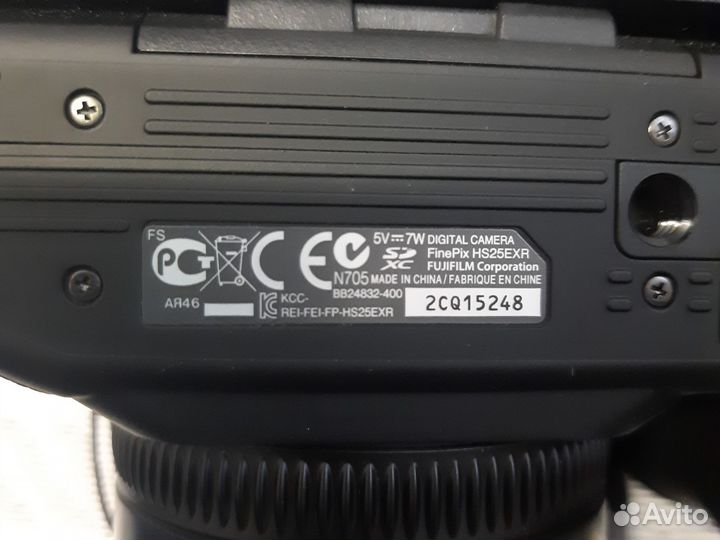 FS
PCT
AЯ46
CE
N705
5V⎓7W DIGITAL CAMERA
SD XC FinePix HS25EXR
FUJIFILM Corporation
MADE IN CHINA / FABRIQUE EN CHINE
KCC-
REI-FEI-FP-HS25EXR
BB24832-400
2CQ15248
Avito